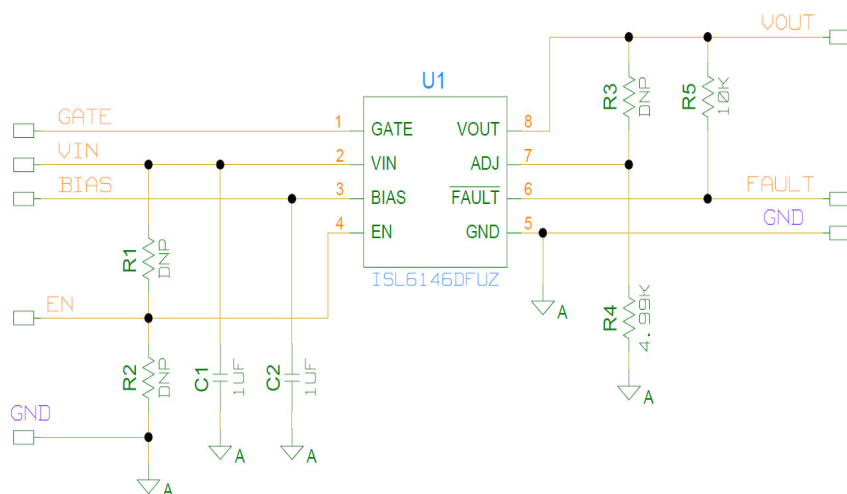 VOUT
U1
GATE
VIN
BIAS
1
2
3
4
GATE
VIN
BIAS
EN
VOUT
ADJ
FAULT
GND
8
7
6
5
ISL6146DFUZ
R3
DNP
R5
10K
FAULT
GND
A
R1
DNP
EN
R2
DNP
C1
1UF
C2
1UF
R4
4.99K
A
GND
A
A
A